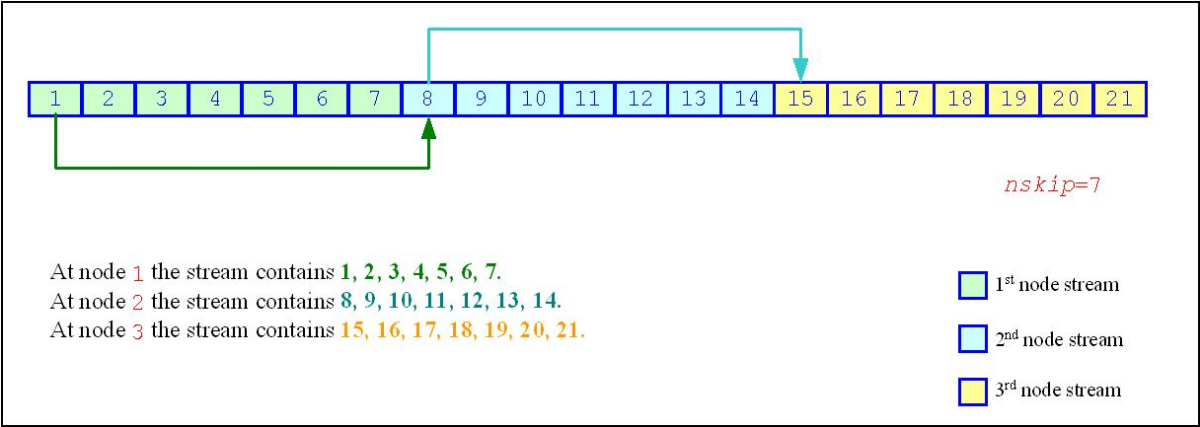 1 2 3 4 5 6 7 8 9 10 11 12 13 14 15 16 17 18 19 20 21
nskip=7
At node 1 the stream contains 1, 2, 3, 4, 5, 6, 7.
At node 2 the stream contains 8, 9, 10, 11, 12, 13, 14.
At node 3 the stream contains 15, 16, 17, 18, 19, 20, 21.
1st node stream
2nd node stream
3rd node stream